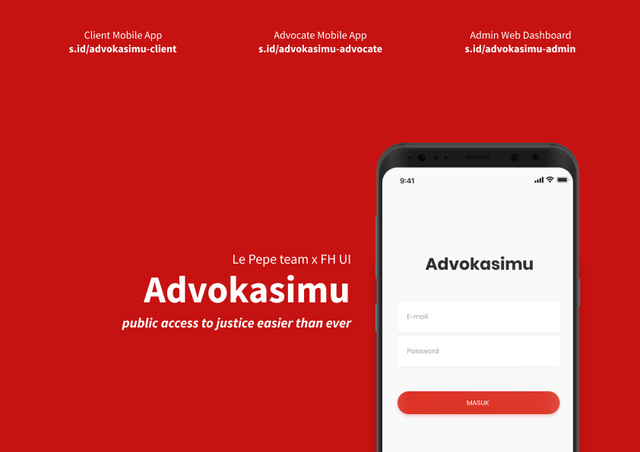 Client Mobile App
s.id/advokasimu-client
Advocate Mobile App
s.id/advokasimu-advocate
Admin Web Dashboard
s.id/advokasimu-admin
Le Pepe team x FH UI
Advokasimu
public access to justice easier than ever
9:41
Advokasimu
E-mail
Password
MASUK